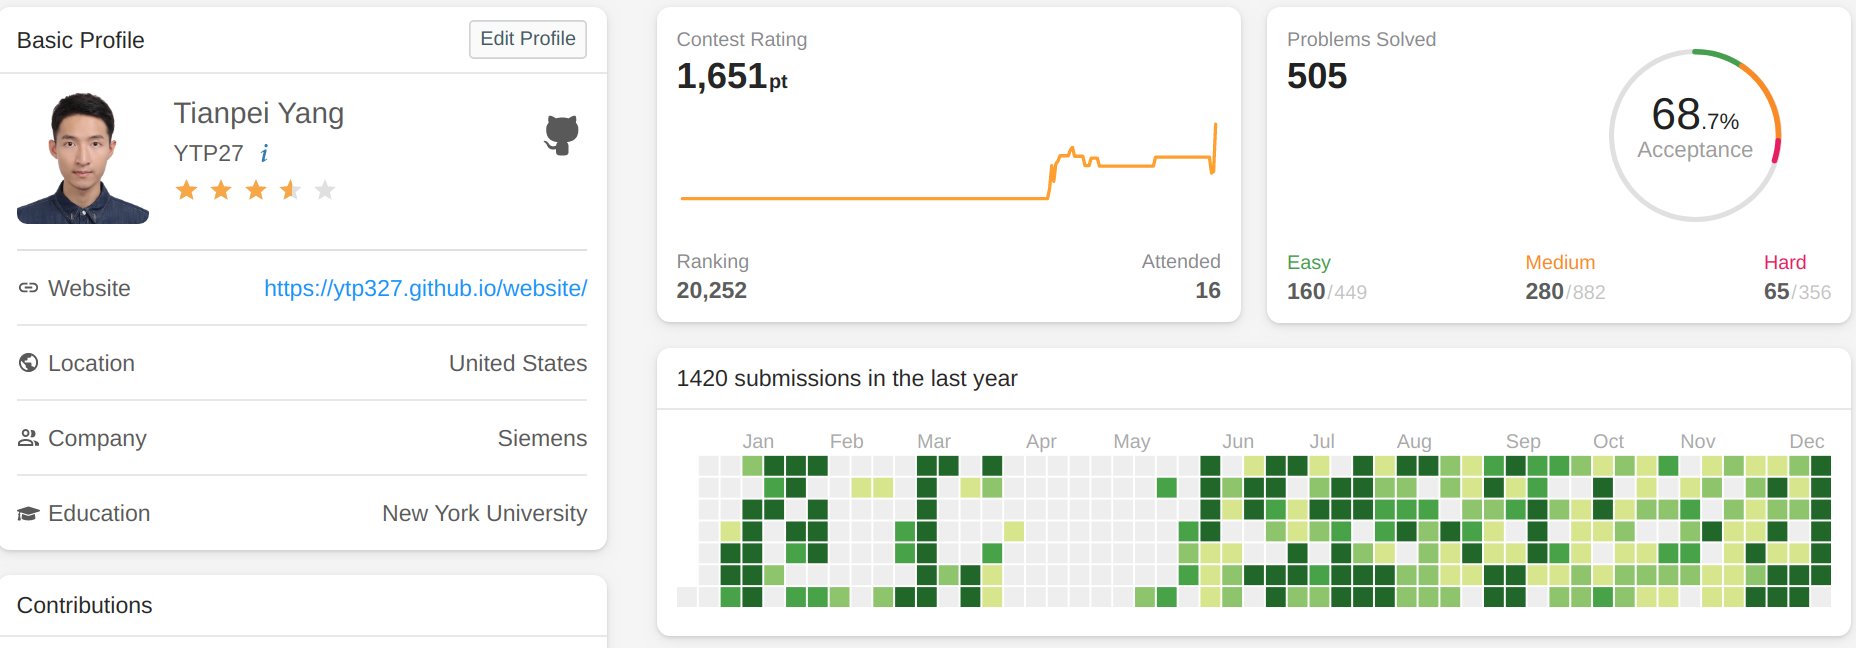 Basic Profile
Edit Profile
Tianpei Yang
YTP27 i
Website
https://ytp327.github.io/website/
Location
United States
Company
Siemens
Education
New York University
Contributions
Contest Rating
1,651pt
Ranking
20,252
Attended
16
Problems Solved
505
68.7%
Acceptance
Easy
160/449
Medium
280/882
Hard
65/356
1420 submissions in the last year
Jan Feb Mar Apr May Jun Jul Aug Sep Oct Nov Dec